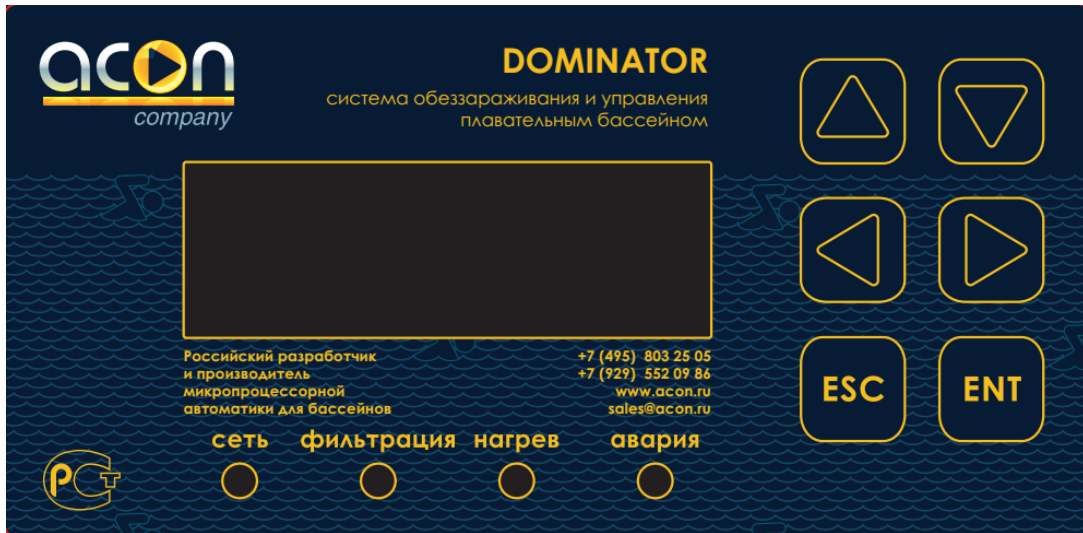 acon
company
DOMINATOR
система обеззараживания и управления
плавательным бассейном
Российский разработчик
и производитель
микропроцессорной
автоматики для бассейнов
+7 (495) 803 25 05
+7 (929) 552 09 86
www.acon.ru
sales@acon.ru
ESC
ENT
сеть фильтрация нагрев авария
РСТ